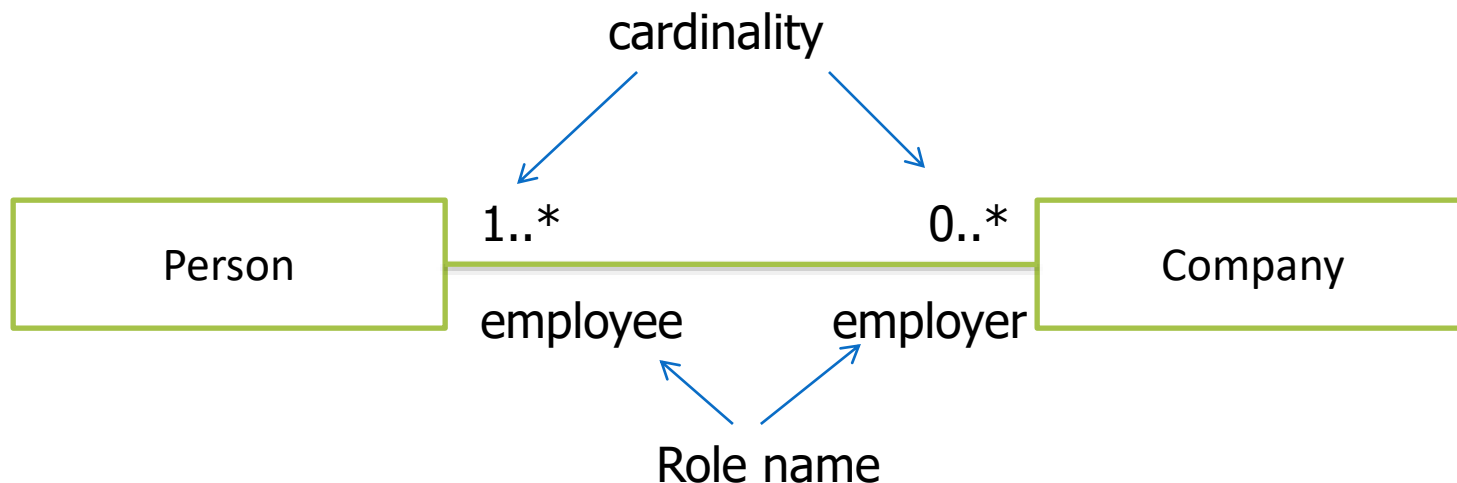 cardinality
1..*
0..*
Person
Company
employee
employer
Role name